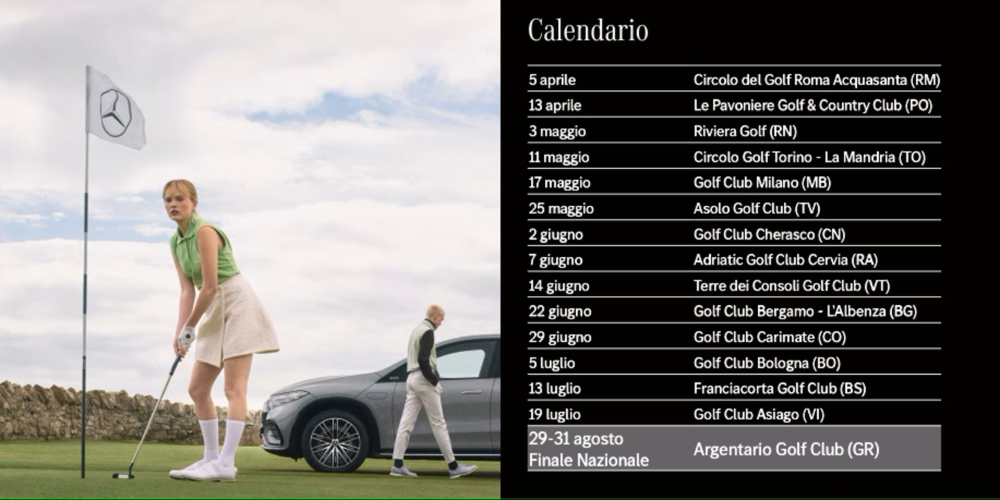 Calendario
5 aprile Circolo del Golf Roma Acquasanta (RM)
13 aprile Le Pavoniere Golf & Country Club (PO)
3 maggio Riviera Golf (RN)
11 maggio Circolo Golf Torino - La Mandria (TO)
17 maggio Golf Club Milano (MB)
25 maggio Asolo Golf Club (TV)
2 giugno Golf Club Cherasco (CN)
7 giugno Adriatic Golf Club Cervia (RA)
14 giugno Terre dei Consoli Golf Club (VT)
22 giugno Golf Club Bergamo - L'Albenza (BG)
29 giugno Golf Club Carimate (CO)
5 luglio Golf Club Bologna (BO)
13 luglio Franciacorta Golf Club (BS)
19 luglio Golf Club Asiago (VI)
29-31 agosto
Finale Nazionale Argentario Golf Club (GR)